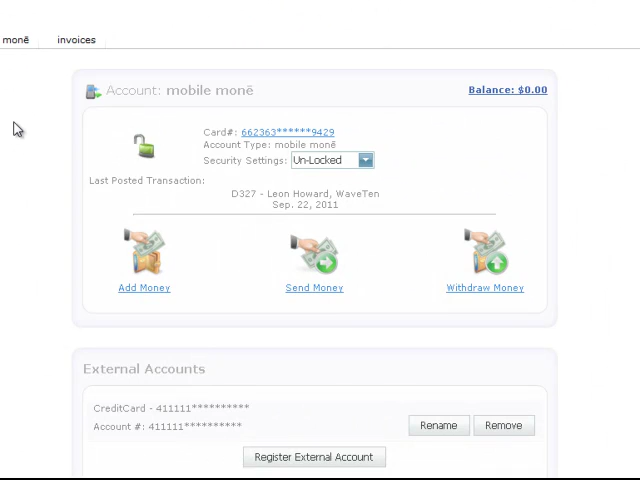 monē invoices
Account: mobile monē Balance: $0.00
Card#: 662363******9429
Account Type: mobile monē
Security Settings: Un-Locked
Last Posted Transaction:
D327 - Leon Howard, WaveTen
Sep. 22, 2011
Add Money Send Money Withdraw Money
External Accounts
CreditCard - 411111**********
Account #: 411111**********
Rename Remove
Register External Account